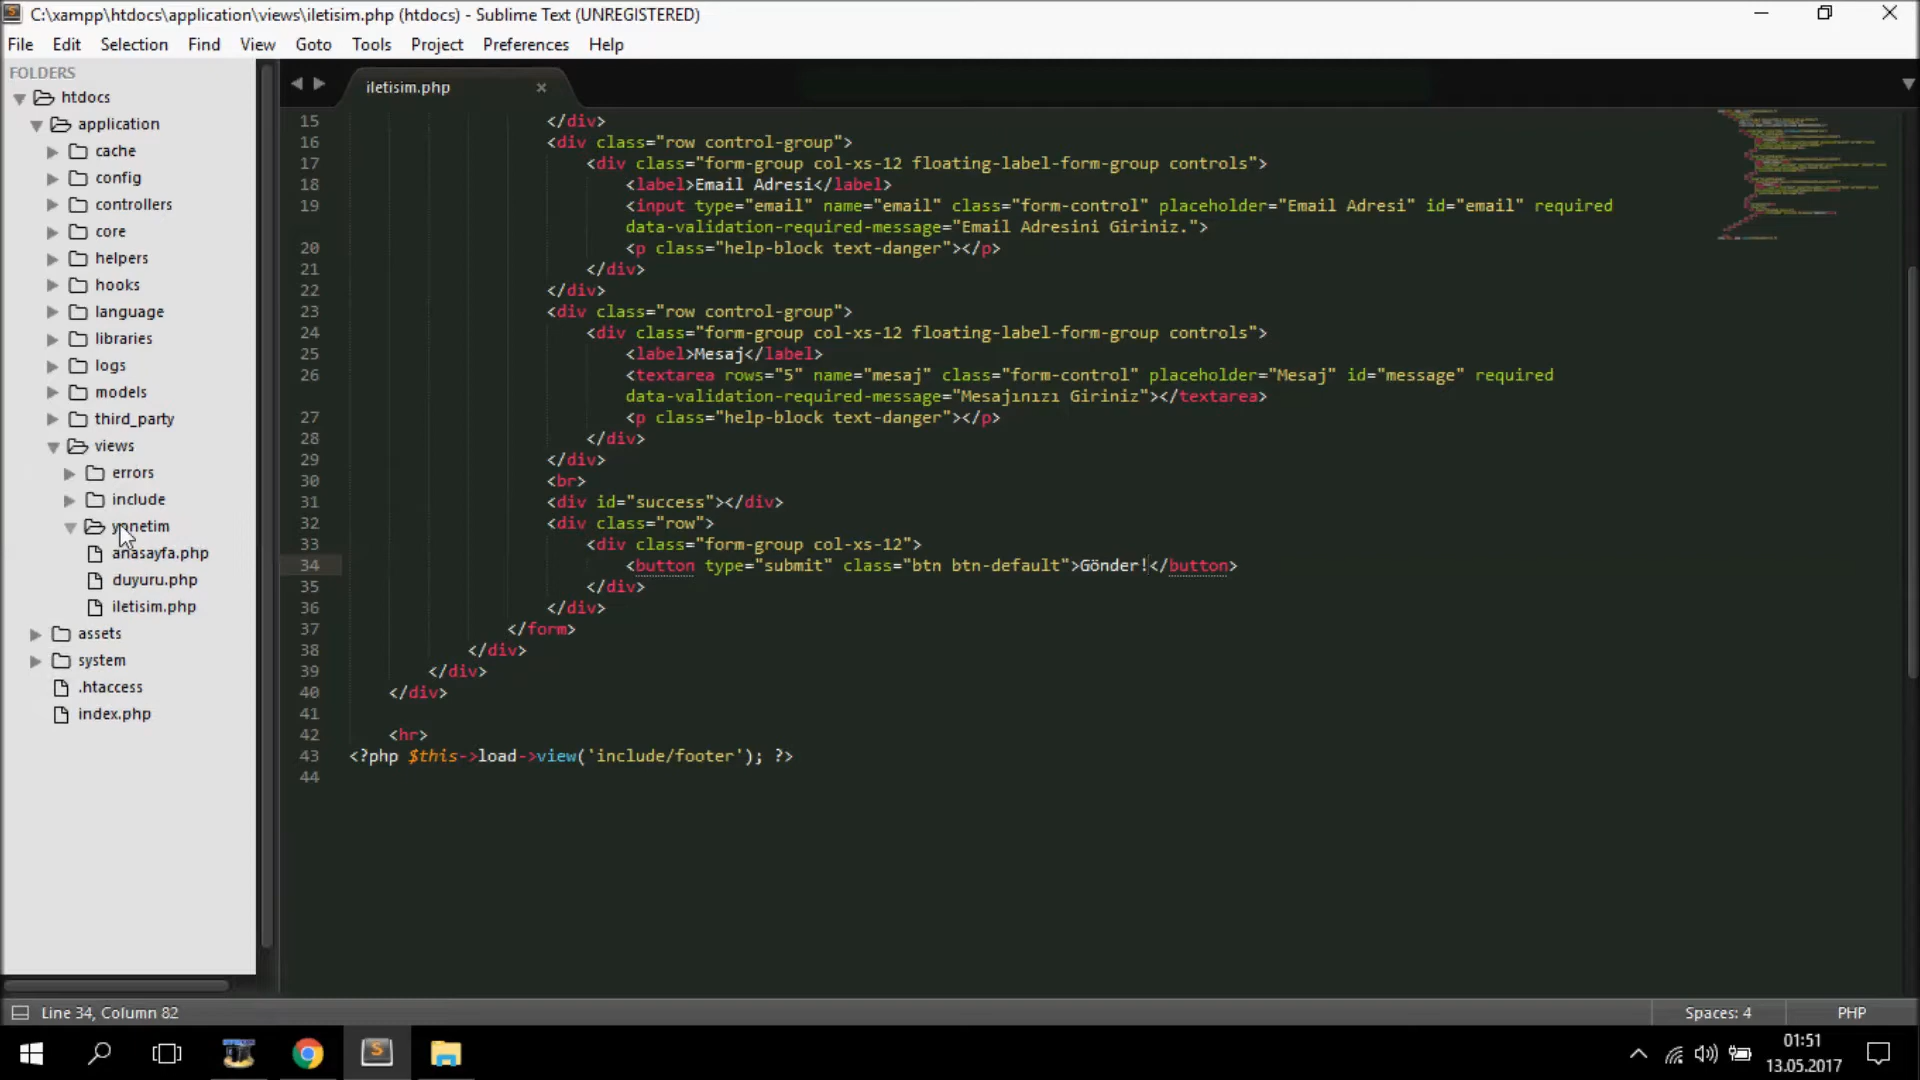 C:\xampp\htdocs\application\views\iletisim.php (htdocs) - Sublime Text (UNREGISTERED)
File Edit Selection Find View Goto Tools Project Preferences Help
FOLDERS
htdocs
application
cache
config
controllers
core
helpers
hooks
language
libraries
logs
models
third_party
views
errors
include
yonetim
anasayfa.php
duyuru.php
iletisim.php
assets
system
.htaccess
index.php
iletisim.php
15 </div>
16 <div class="row control-group">
17 <div class="form-group col-xs-12 floating-label-form-group controls">
18 <label>Email Adresi</label>
19 <input type="email" name="email" class="form-control" placeholder="Email Adresi" id="email" required
data-validation-required-message="Email Adresini Giriniz.">
20 <p class="help-block text-danger"></p>
21 </div>
22 </div>
23 <div class="row control-group">
24 <div class="form-group col-xs-12 floating-label-form-group controls">
25 <label>Mesaj</label>
26 <textarea rows="5" name="mesaj" class="form-control" placeholder="Mesaj" id="message" required
data-validation-required-message="Mesajınızı Giriniz"></textarea>
27 <p class="help-block text-danger"></p>
28 </div>
29 </div>
30 <br>
31 <div id="success"></div>
32 <div class="row">
33 <div class="form-group col-xs-12">
34 <button type="submit" class="btn btn-default">Gönder!</button>
35 </div>
36 </div>
37 </form>
38 </div>
39 </div>
40 </div>
41
42 <hr>
43 <?php $this->load->view('include/footer'); ?>
44
Line 34, Column 82
Spaces: 4
PHP
01:51
13.05.2017